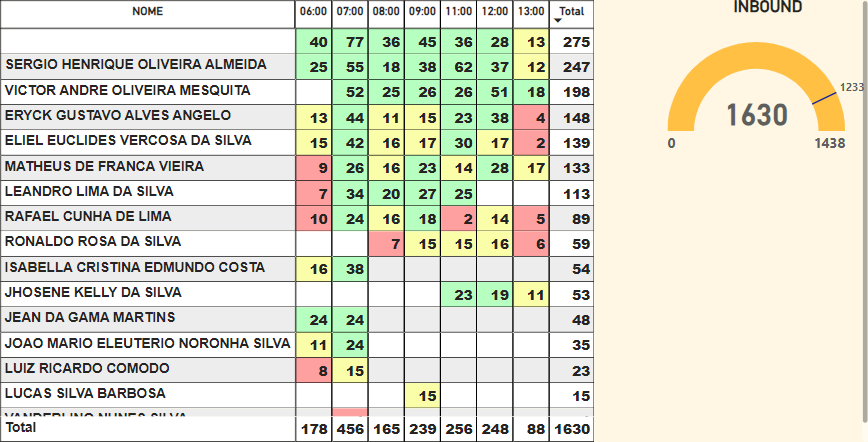 NOME 06:00 07:00 08:00 09:00 11:00 12:00 13:00 Total
40 77 36 45 36 28 13 275
SERGIO HENRIQUE OLIVEIRA ALMEIDA 25 55 18 38 62 37 12 247
VICTOR ANDRE OLIVEIRA MESQUITA 52 25 26 26 51 18 198
ERYCK GUSTAVO ALVES ANGELO 13 44 11 15 23 38 4 148
ELIEL EUCLIDES VERCOSA DA SILVA 15 42 16 17 30 17 2 139
MATHEUS DE FRANCA VIEIRA 9 26 16 23 14 28 17 133
LEANDRO LIMA DA SILVA 7 34 20 27 25 113
RAFAEL CUNHA DE LIMA 10 24 16 18 2 14 5 89
RONALDO ROSA DA SILVA 7 15 15 16 6 59
ISABELLA CRISTINA EDMUNDO COSTA 16 38 54
JHOSENE KELLY DA SILVA 23 19 11 53
JEAN DA GAMA MARTINS 24 24 48
JOAO MARIO ELEUTERIO NORONHA SILVA 11 24 35
LUIZ RICARDO COMODO 8 15 23
LUCAS SILVA BARBOSA 15 15
VANDERLINO NUNES SILVA
Total 178 456 165 239 256 248 88 1630
INBOUND
1233
1630
0 1438